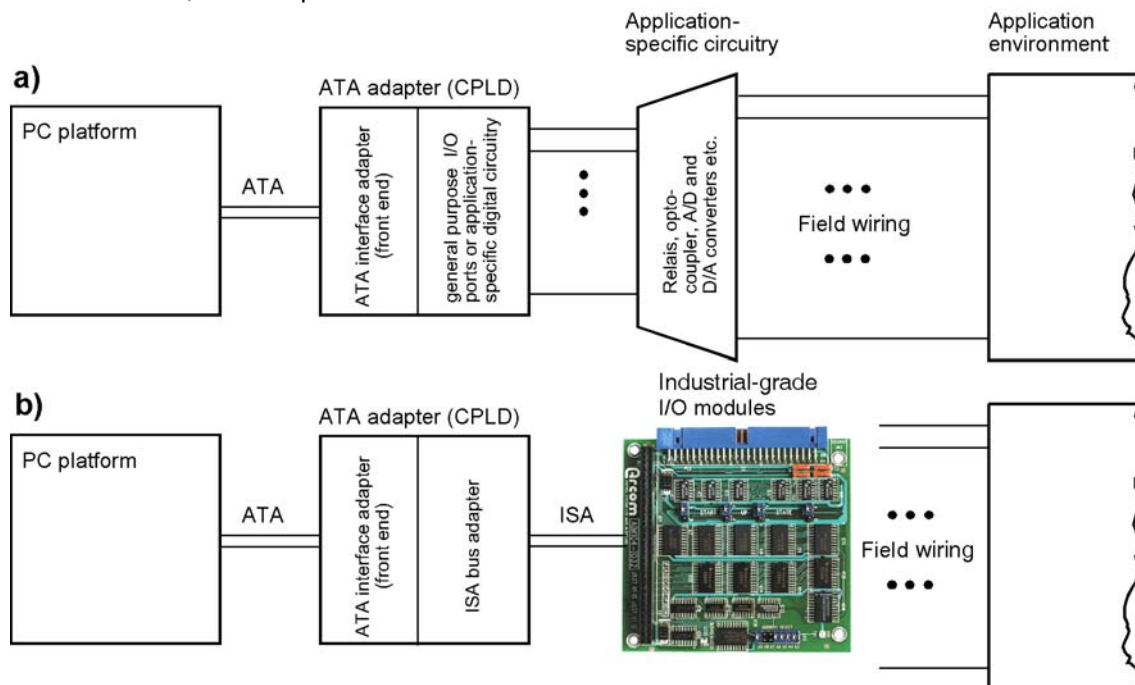 Application-
specific circuitry
Application
environment
a)
ATA adapter (CPLD)
PC platform
ATA
ATA interface adapter
(front end)
general purpose I/O
ports or application-
specific digital circuitry
Relais, opto-
coupler, A/D and
D/A converters etc.
Field wiring
Industrial-grade
I/O modules
b)
ATA adapter (CPLD)
PC platform
ATA
ATA interface adapter
(front end)
ISA bus adapter
ISA
Arcom
Field wiring